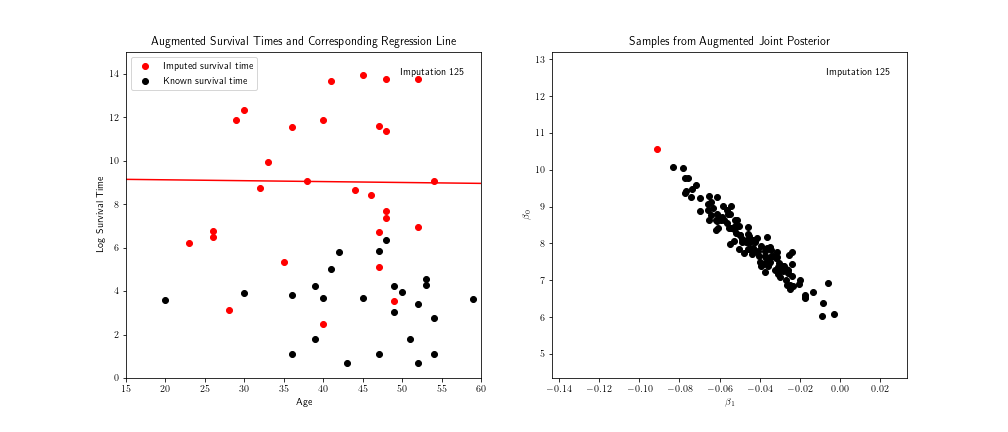 Augmented Survival Times and Corresponding Regression Line
Imputed survival time
Known survival time
Imputation 125
Log Survival Time
14
12
10
8
6
4
2
0
15 20 25 30 35 40 45 50 55 60
Age
Samples from Augmented Joint Posterior
Imputation 125
β0
13
12
11
10
9
8
7
6
5
−0.14 −0.12 −0.10 −0.08 −0.06 −0.04 −0.02 0.00 0.02
β1